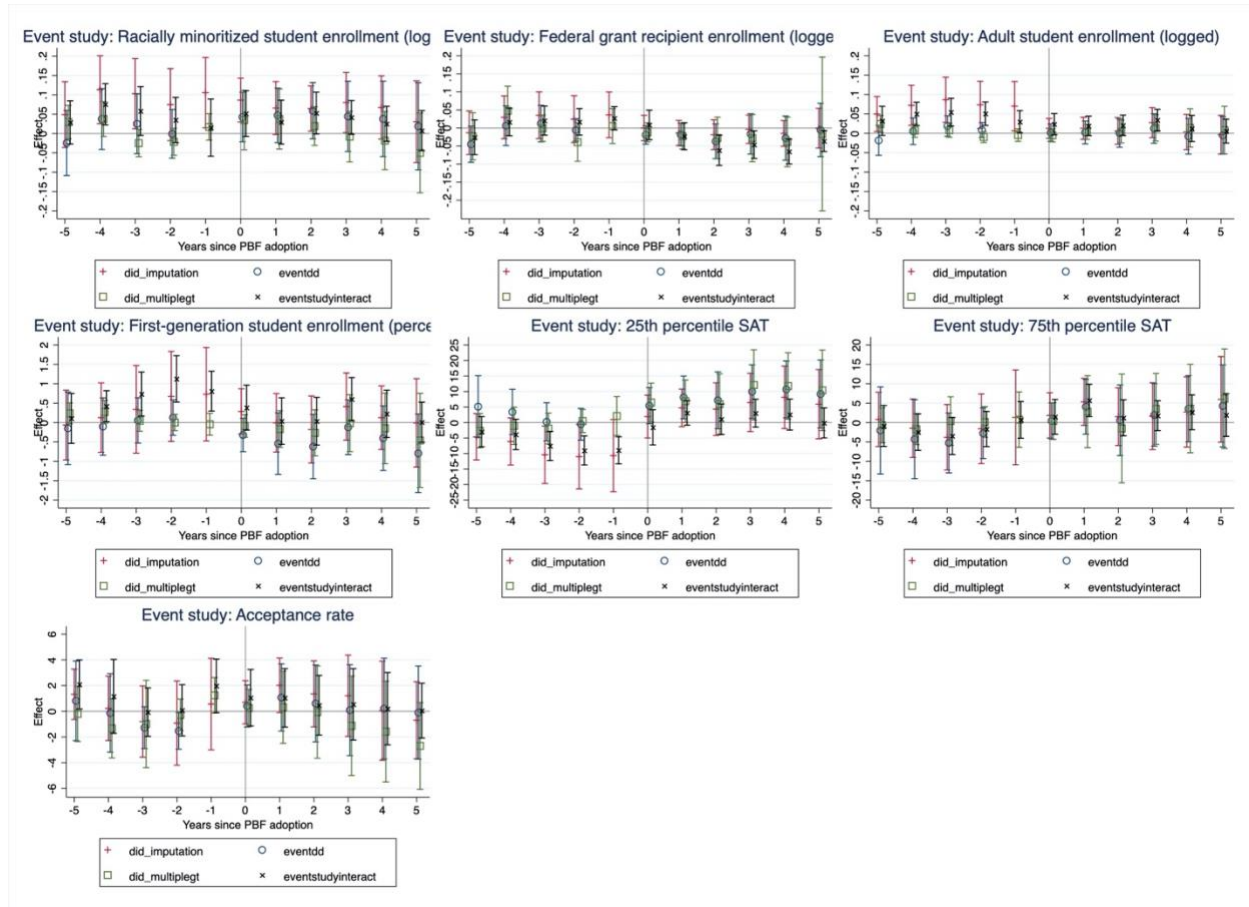 Event study: Racially minoritized student enrollment (log
.2
.15
.1
.05
0
-.05
-.1
-.15
-.2
Effect
-5 -4 -3 -2 -1 0 1 2 3 4 5
Years since PBF adoption
+ did_imputation eventdd
did_multiplegt × eventstudyinteract
Event study: Federal grant recipient enrollment (logge
.2
.15
.1
.05
0
-.05
-.1
-.15
-.2
Effect
-5 -4 -3 -2 -1 0 1 2 3 4 5
Years since PBF adoption
+ did_imputation eventdd
did_multiplegt × eventstudyinteract
Event study: Adult student enrollment (logged)
.2
.15
.1
.05
0
-.05
-.1
-.15
-.2
Effect
-5 -4 -3 -2 -1 0 1 2 3 4 5
Years since PBF adoption
+ did_imputation eventdd
did_multiplegt × eventstudyinteract
Event study: First-generation student enrollment (perce
2
1.5
1
.5
0
-.5
-1
-1.5
-2
Effect
-5 -4 -3 -2 -1 0 1 2 3 4 5
Years since PBF adoption
+ did_imputation eventdd
did_multiplegt × eventstudyinteract
Event study: 25th percentile SAT
25
20
15
10
5
0
-5
-10
-15
-20
-25
Effect
-5 -4 -3 -2 -1 0 1 2 3 4 5
Years since PBF adoption
+ did_imputation eventdd
did_multiplegt × eventstudyinteract
Event study: 75th percentile SAT
20
15
10
5
0
-5
-10
-15
-20
Effect
-5 -4 -3 -2 -1 0 1 2 3 4 5
Years since PBF adoption
+ did_imputation eventdd
did_multiplegt × eventstudyinteract
Event study: Acceptance rate
6
4
2
0
-2
-4
-6
Effect
-5 -4 -3 -2 -1 0 1 2 3 4 5
Years since PBF adoption
+ did_imputation eventdd
did_multiplegt × eventstudyinteract